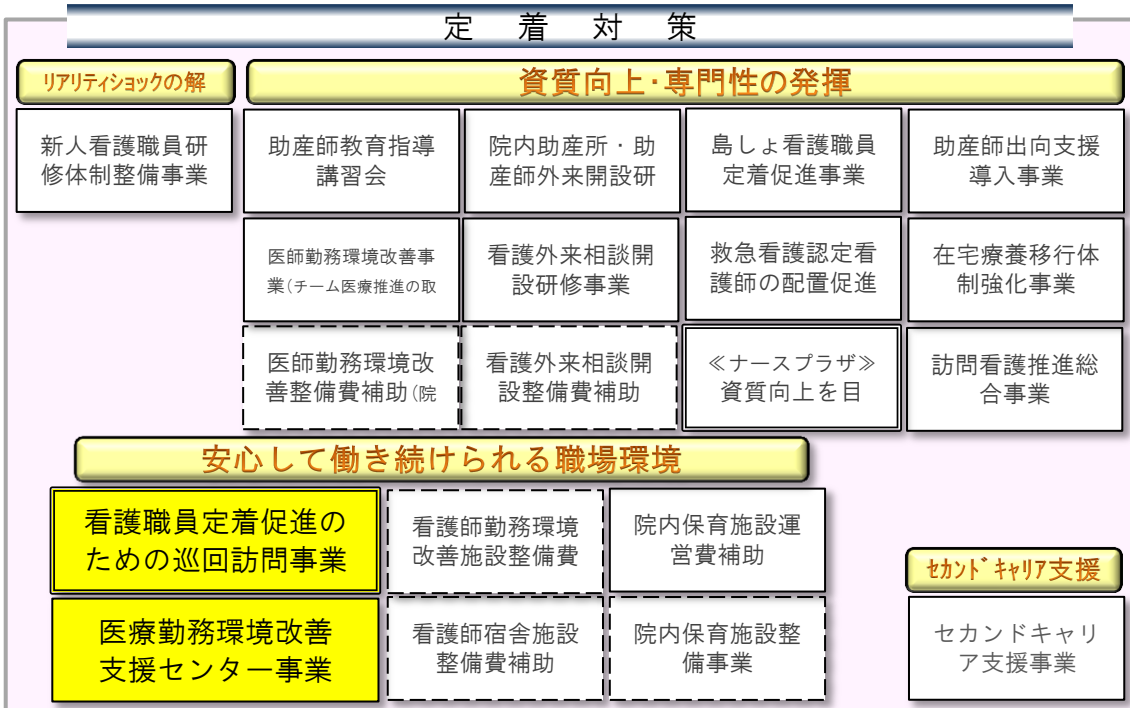 定着対策
リアリティショックの解
資質向上・専門性の発揮
新人看護職員研
修体制整備事業
助産師教育指導
講習会
院内助産所・助
産師外来開設研
島しょ看護職員
定着促進事業
助産師出向支援
導入事業
医師勤務環境改善事
業(チーム医療推進の取
看護外来相談開
設研修事業
救急看護認定看
護師の配置促進
在宅療養移行体
制強化事業
医師勤務環境改
善整備費補助(院
看護外来相談開
設整備費補助
≪ナースプラザ≫
資質向上を目
訪問看護推進総
合事業
安心して働き続けられる職場環境
看護職員定着促進の
ための巡回訪問事業
看護師勤務環境
改善施設整備費
院内保育施設運
営費補助
医療勤務環境改善
支援センター事業
看護師宿舎施設
整備費補助
院内保育施設整
備事業
セカンドキャリア支援
セカンドキャリ
ア支援事業